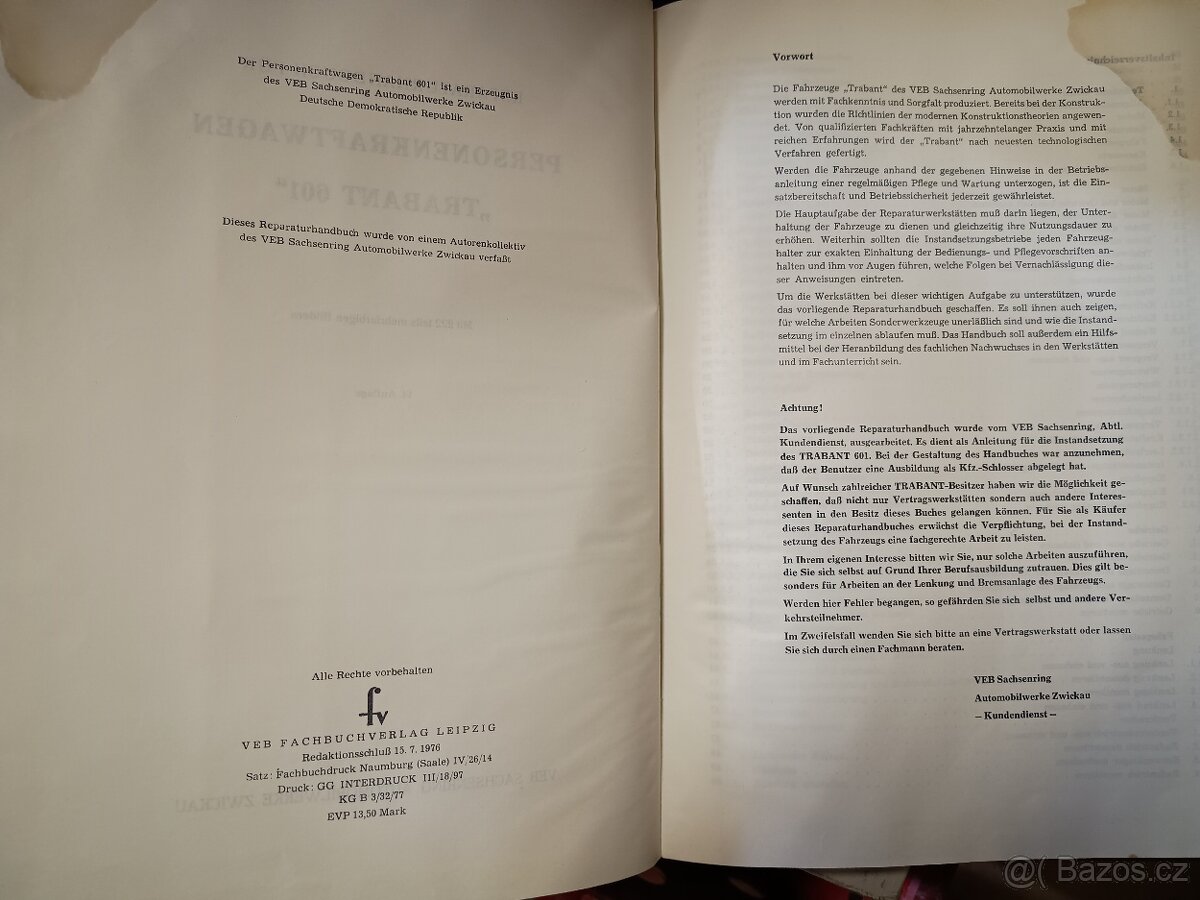 Der Personenkraftwagen „Trabant 601“ ist ein Erzeugnis
des VEB Sachsenring Automobilwerke Zwickau
Deutsche Demokratische Republik
Dieses Reparaturhandbuch wurde von einem Autorenkollektiv
des VEB Sachsenring Automobilwerke Zwickau verfaßt
Alle Rechte vorbehalten
fv
VEB FACHBUCHVERLAG LEIPZIG
Redaktionsschluß 15. 7. 1976
Satz: Fachbuchdruck Naumburg (Saale) IV/26/14
Druck: GG INTERDRUCK III/18/97
KG B 3/32/77
EVP 13,50 Mark
Vorwort
Die Fahrzeuge „Trabant“ des VEB Sachsenring Automobilwerke Zwickau
werden mit Fachkenntnis und Sorgfalt produziert. Bereits bei der Konstruk-
tion wurden die Richtlinien der modernen Konstruktionstheorien angewen-
det. Von qualifizierten Fachkräften mit jahrzehntelanger Praxis und mit
reichen Erfahrungen wird der „Trabant“ nach neuesten technologischen
Verfahren gefertigt.
Werden die Fahrzeuge anhand der gegebenen Hinweise in der Betriebs-
anleitung einer regelmäßigen Pflege und Wartung unterzogen, ist die Ein-
satzbereitschaft und Betriebssicherheit jederzeit gewährleistet.
Die Hauptaufgabe der Reparaturwerkstätten muß darin liegen, der Unter-
haltung der Fahrzeuge zu dienen und gleichzeitig ihre Nutzungsdauer zu
erhöhen. Weiterhin sollten die Instandsetzungsbetriebe jeden Fahrzeug-
halter zur exakten Einhaltung der Bedienungs- und Pflegevorschriften an-
halten und ihm vor Augen führen, welche Folgen bei Vernachlässigung die-
ser Anweisungen eintreten.
Um die Werkstätten bei dieser wichtigen Aufgabe zu unterstützen, wurde
das vorliegende Reparaturhandbuch geschaffen. Es soll ihnen auch zeigen,
für welche Arbeiten Sonderwerkzeuge unerläßlich sind und wie die Instand-
setzung im einzelnen ablaufen muß. Das Handbuch soll außerdem ein Hilfs-
mittel bei der Heranbildung des fachlichen Nachwuchses in den Werkstätten
und im Fachunterricht sein.
Achtung!
Das vorliegende Reparaturhandbuch wurde vom VEB Sachsenring, Abtl.
Kundendienst, ausgearbeitet. Es dient als Anleitung für die Instandsetzung
des TRABANT 601. Bei der Gestaltung des Handbuches war anzunehmen,
daß der Benutzer eine Ausbildung als Kfz.-Schlosser abgelegt hat.
Auf Wunsch zahlreicher TRABANT-Besitzer haben wir die Möglichkeit ge-
schaffen, daß nicht nur Vertragswerkstätten sondern auch andere Interes-
senten in den Besitz dieses Buches gelangen können. Für Sie als Käufer
dieses Reparaturhandbuches erwächst die Verpflichtung, bei der Instand-
setzung des Fahrzeugs eine fachgerechte Arbeit zu leisten.
In Ihrem eigenen Interesse bitten wir Sie, nur solche Arbeiten auszuführen,
die Sie sich selbst auf Grund Ihrer Berufsausbildung zutrauen. Dies gilt be-
sonders für Arbeiten an der Lenkung und Bremsanlage des Fahrzeugs.
Werden hier Fehler begangen, so gefährden Sie sich selbst und andere Ver-
kehrsteilnehmer.
Im Zweifelsfall wenden Sie sich bitte an eine Vertragswerkstatt oder lassen
Sie sich durch einen Fachmann beraten.
VEB Sachsenring
Automobilwerke Zwickau
– Kundendienst –
@( Bazos.cz